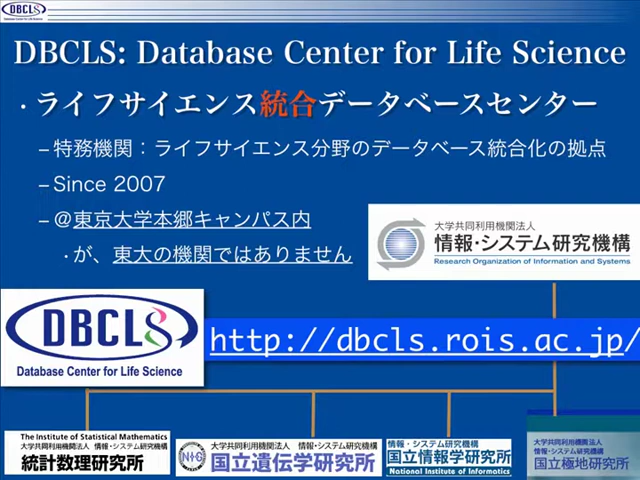 DBCLS
Database Center for Life Science
DBCLS: Database Center for Life Science
・ライフサイエンス統合データベースセンター
–特務機関：ライフサイエンス分野のデータベース統合化の拠点
–Since 2007
–＠東京大学本郷キャンパス内
・が、東大の機関ではありません
大学共同利用機関法人
情報・システム研究機構
Research Organization of Information and Systems
DBCLS
Database Center for Life Science
http://dbcls.rois.ac.jp/
The Institute of Statistical Mathematics
大学共同利用機関法人 情報・システム研究機構
統計数理研究所
NIG
大学共同利用機関法人 情報・システム研究機構
国立遺伝学研究所
情報・システム研究機構
国立情報学研究所
National Institute of Informatics
大学共同利用機関法人
情報・システム研究機構
国立極地研究所